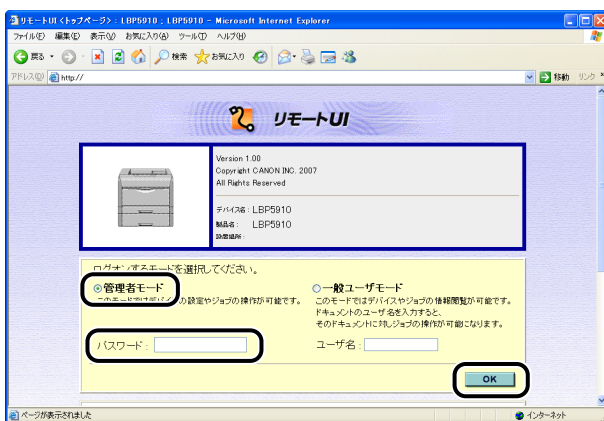 リモートUI <トップページ> : LBP5910 ; LBP5910 - Microsoft Internet Explorer
ファイル(F) 編集(E) 表示(V) お気に入り(A) ツール(T) ヘルプ(H)
戻る 検索 お気に入り
アドレス(D) http:// 移動 リンク
リモートUI
Version 1.00
Copyright CANON INC. 2007
All Rights Reserved
デバイス名 : LBP5910
製品名 : LBP5910
設置場所 :
ログオンするモードを選択してください。
管理者モード 一般ユーザモード
このモードではデバイスの設定やジョブの操作が可能です。 このモードではデバイスやジョブの情報閲覧が可能です。
ドキュメントのユーザ名を入力すると、
そのドキュメントに対しジョブの操作が可能になります。
パスワード : ユーザ名 :
OK
ページが表示されました インターネット